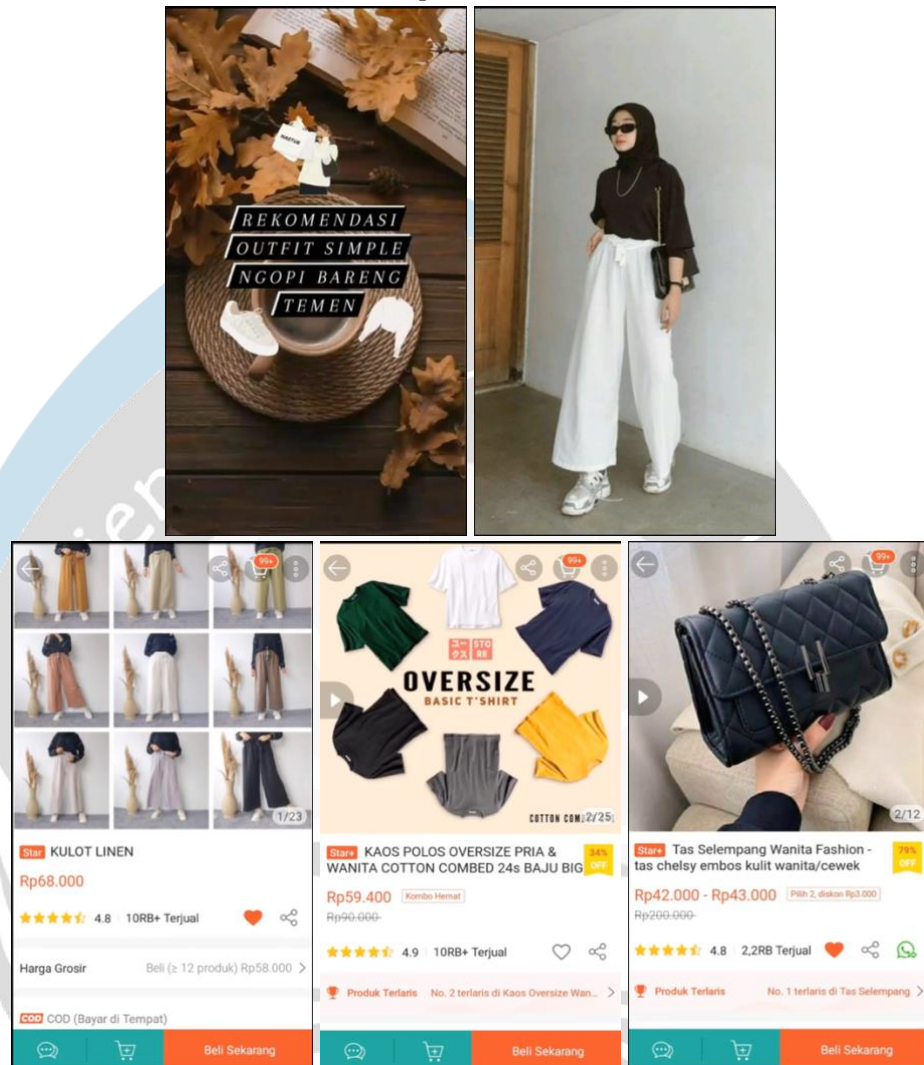 REKOMENDASI
OUTFIT SIMPLE
NGOPI BARENG
TEMEN
99+
1/23
Star KULOT LINEN
Rp68.000
4.8 10RB+ Terjual
Harga Grosir Beli (≥ 12 produk) Rp58.000 >
COD COD (Bayar di Tempat)
Beli Sekarang
99+
STO
RE
OVERSIZE
BASIC T'SHIRT
COTTON COM
2/25
Star+ KAOS POLOS OVERSIZE PRIA &
WANITA COTTON COMBED 24s BAJU BIG
34%
OFF
Rp59.400 Kombo Hemat
Rp90.000
4.9 10RB+ Terjual
Produk Terlaris No. 2 terlaris di Kaos Oversize Wan... >
Beli Sekarang
99+
2/12
Star+ Tas Selempang Wanita Fashion -
tas chelsy embos kulit wanita/cewek
79%
OFF
Rp42.000 - Rp43.000 Pilih 2, diskon Rp3.000
Rp200.000
4.8 2,2RB Terjual
Produk Terlaris No. 1 terlaris di Tas Selempang >
Beli Sekarang